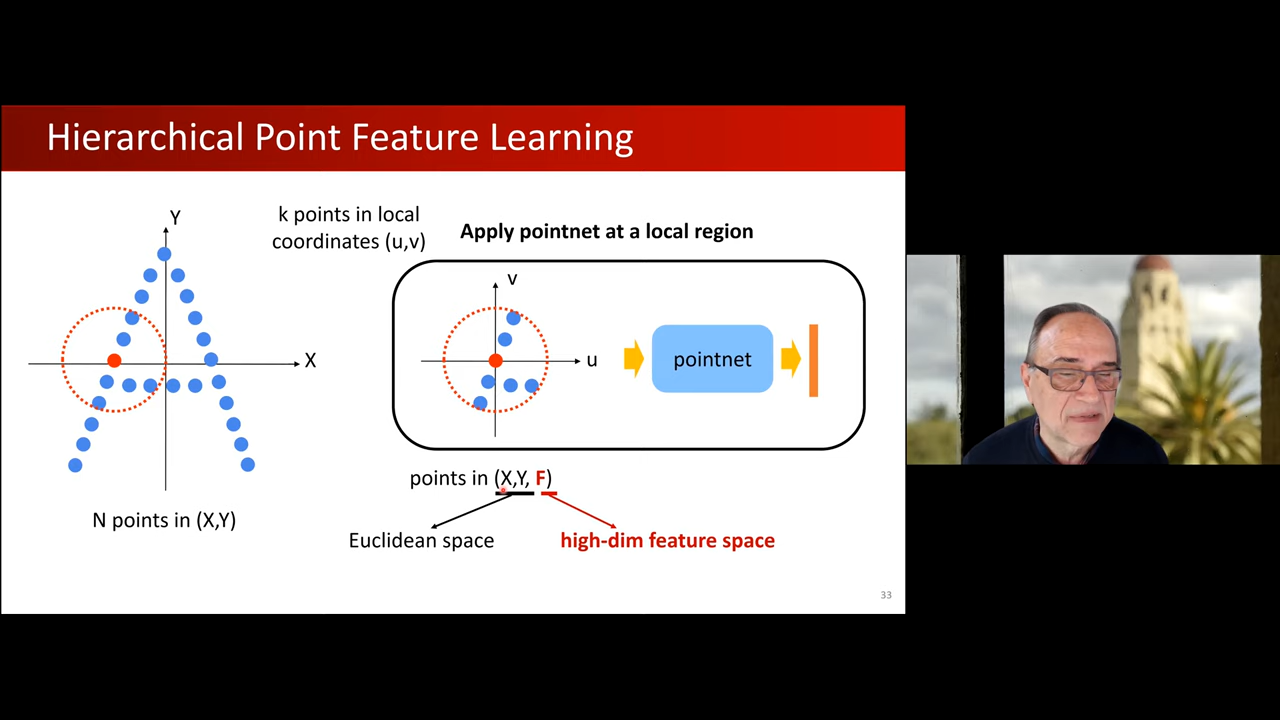 Hierarchical Point Feature Learning
Y
X
N points in (X,Y)
k points in local
coordinates (u,v)
Apply pointnet at a local region
v
u
pointnet
points in (X,Y, F)
Euclidean space
high-dim feature space
33